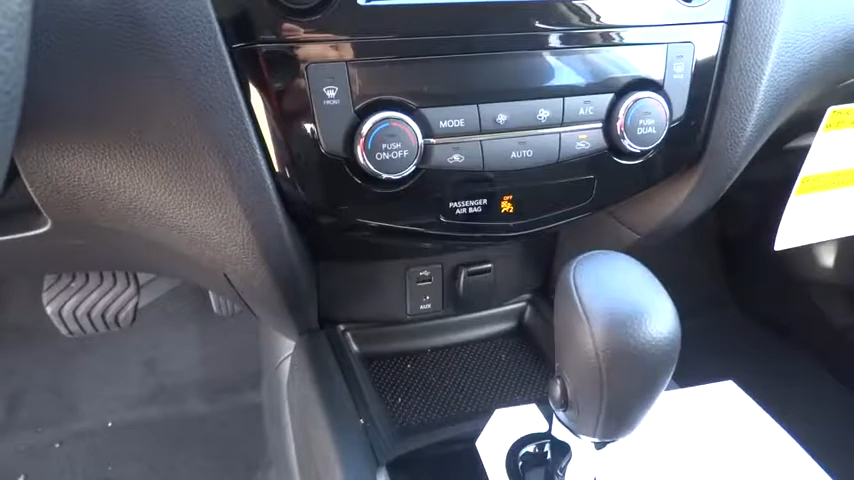 FRONT
MODE
A/C
PUSH
ON·OFF
AUTO
PUSH
DUAL
PASSENGER
AIR BAG
OFF
AUX